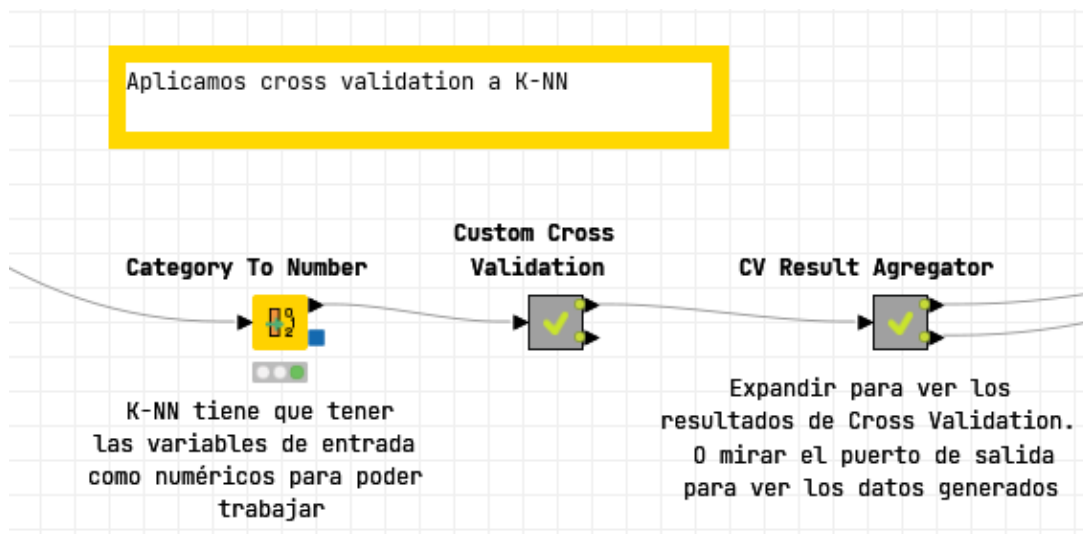 Aplicamos cross validation a K-NN
Category To Number
K-NN tiene que tener
las variables de entrada
como numéricos para poder
trabajar
Custom Cross
Validation
CV Result Agregator
Expandir para ver los
resultados de Cross Validation.
O mirar el puerto de salida
para ver los datos generados